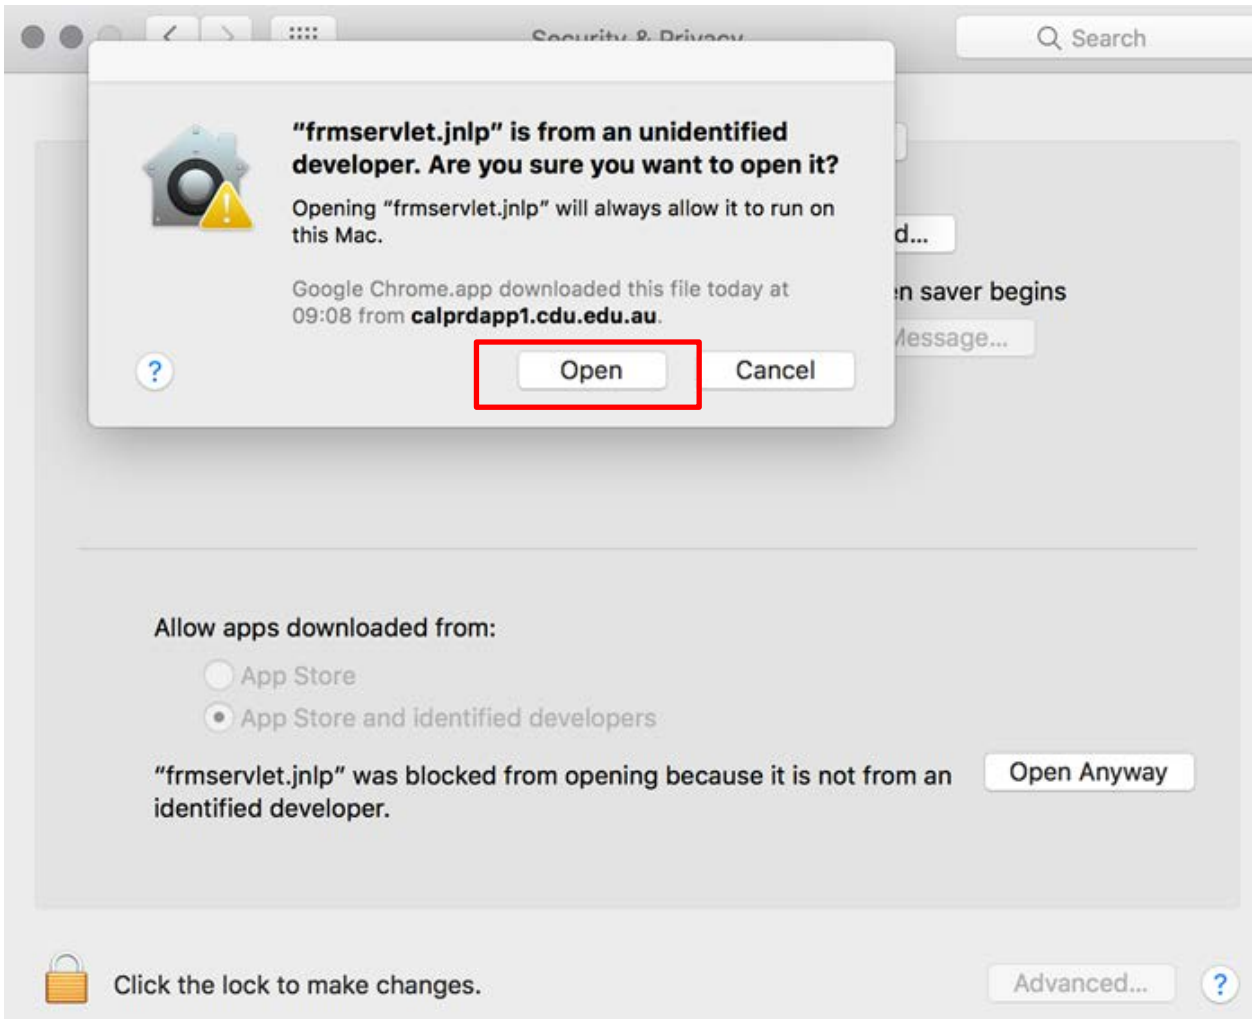 Security & Privacy
Search
“frmservlet.jnlp” is from an unidentified
developer. Are you sure you want to open it?
Opening “frmservlet.jnlp” will always allow it to run on
this Mac.
Google Chrome.app downloaded this file today at
09:08 from calprdapp1.cdu.edu.au.
?
Open
Cancel
d...
n saver begins
Message...
Allow apps downloaded from:
App Store
App Store and identified developers
“frmservlet.jnlp” was blocked from opening because it is not from an
identified developer.
Open Anyway
Click the lock to make changes.
Advanced...
?